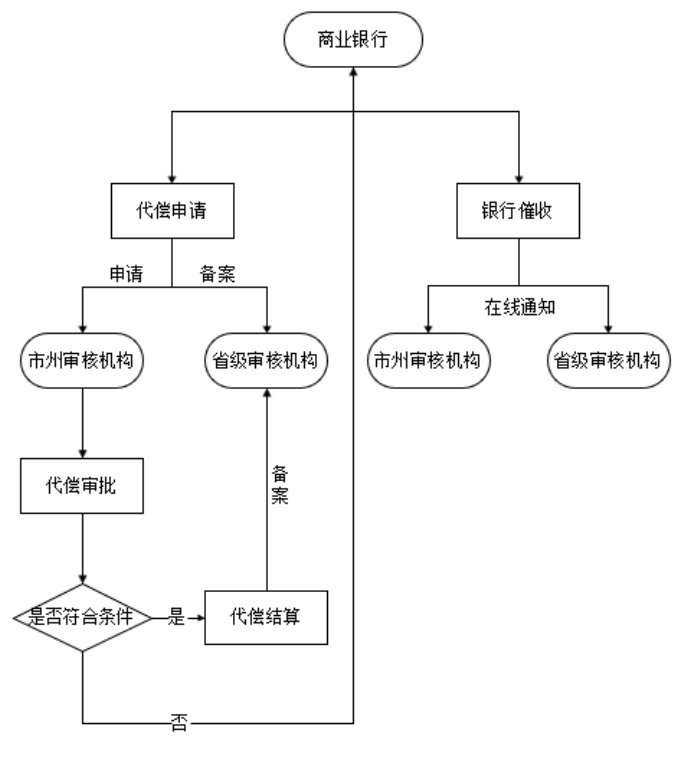 商业银行
代偿申请
银行催收
申请
备案
在线通知
市州审核机构
省级审核机构
市州审核机构
省级审核机构
备
案
代偿审批
是否符合条件
是
代偿结算
否